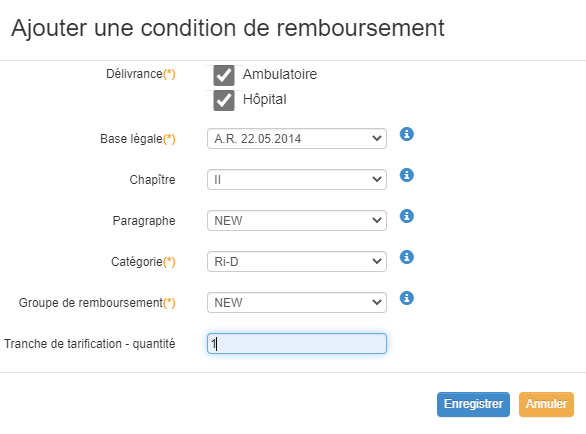 Ajouter une condition de remboursement
Délivrance(*) Ambulatoire
Hôpital
Base légale(*) A.R. 22.05.2014
Chapître II
Paragraphe NEW
Catégorie(*) Ri-D
Groupe de remboursement(*) NEW
Tranche de tarification - quantité 1
Enregistrer Annuler